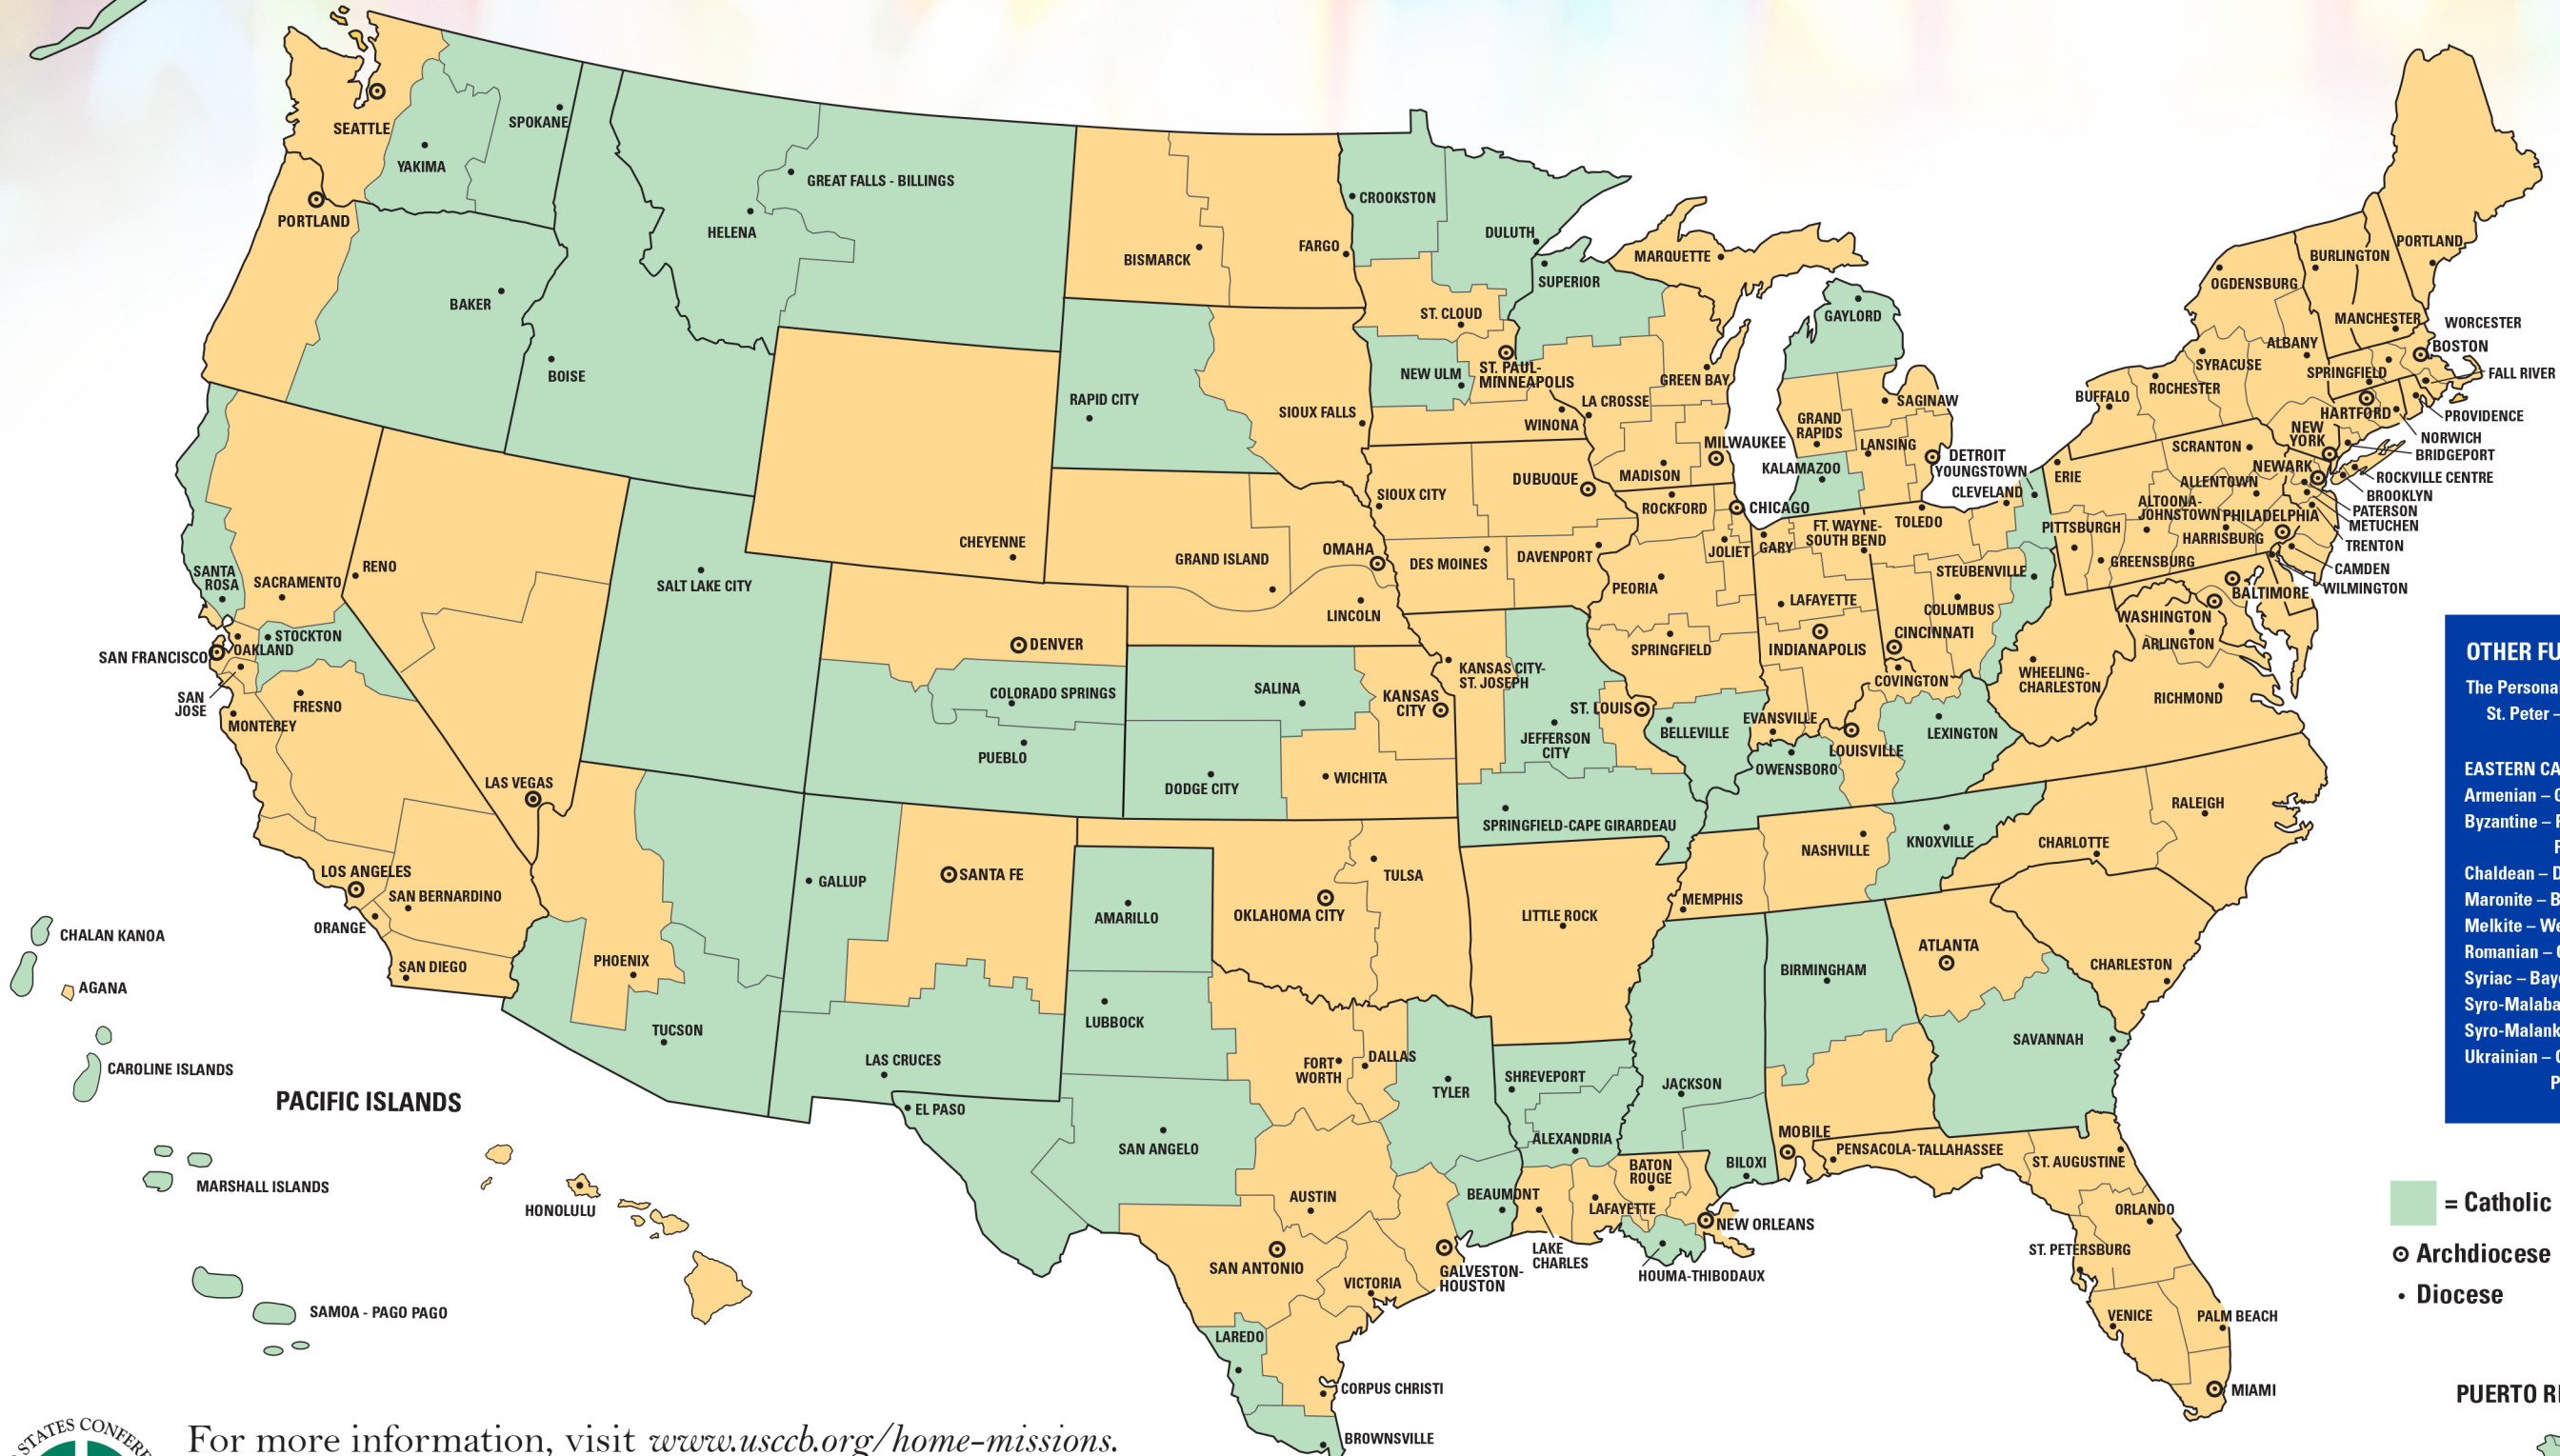 SEATTLE
SPOKANE
YAKIMA
PORTLAND
BAKER
BOISE
HELENA
GREAT FALLS - BILLINGS
BISMARCK
FARGO
CROOKSTON
DULUTH
SUPERIOR
MARQUETTE
ST. CLOUD
NEW ULM
ST. PAUL-
MINNEAPOLIS
WINONA
LA CROSSE
GREEN BAY
RAPID CITY
SIOUX FALLS
GAYLORD
SAGINAW
GRAND
RAPIDS
LANSING
DETROIT
KALAMAZOO
MILWAUKEE
MADISON
DUBUQUE
SIOUX CITY
DES MOINES
DAVENPORT
ROCKFORD
CHICAGO
JOLIET
PEORIA
SPRINGFIELD
BELLEVILLE
GARY
FT. WAYNE-
SOUTH BEND
LAFAYETTE
INDIANAPOLIS
EVANSVILLE
TOLEDO
CLEVELAND
YOUNGSTOWN
STEUBENVILLE
COLUMBUS
CINCINNATI
COVINGTON
LEXINGTON
LOUISVILLE
OWENSBORO
BURLINGTON
PORTLAND
OGDENSBURG
MANCHESTER
WORCESTER
BOSTON
ALBANY
SYRACUSE
SPRINGFIELD
FALL RIVER
ROCHESTER
BUFFALO
HARTFORD
PROVIDENCE
NEW
YORK
NORWICH
BRIDGEPORT
SCRANTON
NEWARK
ROCKVILLE CENTRE
ERIE
ALLENTOWN
BROOKLYN
PATERSON
ALTOONA-
JOHNSTOWN
PHILADELPHIA
METUCHEN
PITTSBURGH
HARRISBURG
TRENTON
GREENSBURG
CAMDEN
WILMINGTON
BALTIMORE
WASHINGTON
ARLINGTON
WHEELING-
CHARLESTON
RICHMOND
SANTA
ROSA
SACRAMENTO
RENO
STOCKTON
OAKLAND
SAN FRANCISCO
SAN
JOSE
FRESNO
MONTEREY
LAS VEGAS
LOS ANGELES
SAN BERNARDINO
ORANGE
SAN DIEGO
SALT LAKE CITY
CHEYENNE
DENVER
COLORADO SPRINGS
PUEBLO
GRAND ISLAND
OMAHA
LINCOLN
SALINA
KANSAS
CITY
DODGE CITY
WICHITA
KANSAS CITY-
ST. JOSEPH
JEFFERSON
CITY
ST. LOUIS
SPRINGFIELD-CAPE GIRARDEAU
PHOENIX
TUCSON
GALLUP
SANTA FE
LAS CRUCES
EL PASO
AMARILLO
LUBBOCK
SAN ANGELO
OKLAHOMA CITY
TULSA
LITTLE ROCK
MEMPHIS
NASHVILLE
KNOXVILLE
CHARLOTTE
RALEIGH
CHARLESTON
ATLANTA
SAVANNAH
BIRMINGHAM
JACKSON
BILOXI
MOBILE
PENSACOLA-TALLAHASSEE
ST. AUGUSTINE
ORLANDO
ST. PETERSBURG
VENICE
PALM BEACH
MIAMI
FORT
WORTH
DALLAS
TYLER
SHREVEPORT
ALEXANDRIA
BATON
ROUGE
LAFAYETTE
LAKE
CHARLES
NEW ORLEANS
HOUMA-THIBODAUX
BEAUMONT
AUSTIN
SAN ANTONIO
GALVESTON-
HOUSTON
VICTORIA
LAREDO
CORPUS CHRISTI
BROWNSVILLE
CHALAN KANOA
AGANA
CAROLINE ISLANDS
PACIFIC ISLANDS
MARSHALL ISLANDS
HONOLULU
SAMOA - PAGO PAGO
OTHER FU
The Persona
St. Peter –
EASTERN CA
Armenian –
Byzantine –
Chaldean – D
Maronite – B
Melkite – We
Romanian –
Syriac – Bay
Syro-Malaba
Syro-Malank
Ukrainian –
P
= Catholic
Archdiocese
Diocese
PUERTO RI
STATES CONFER
For more information, visit www.usccb.org/home-missions.